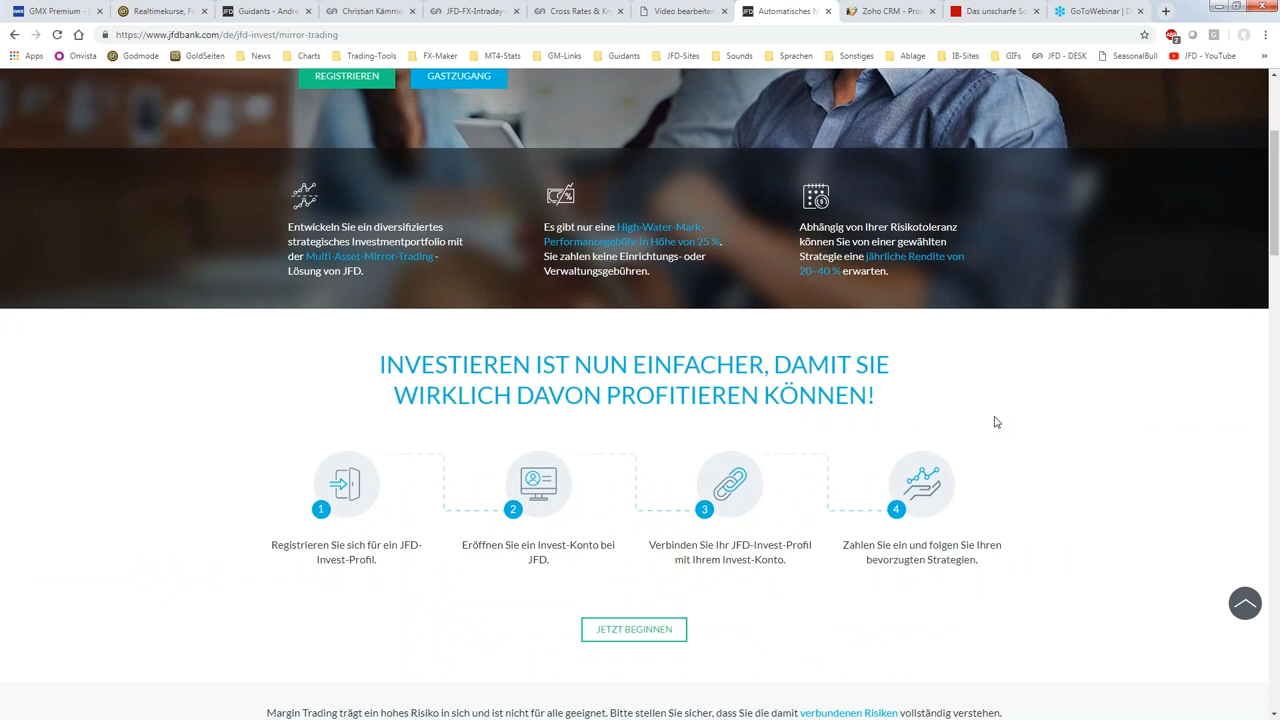 GMX Premium -
Realtimekurse, Fi
Guidants - Andre
Christian Kämme
JFD-FX-Intraday-
Cross Rates & Kr
Video bearbeiten
Automatisches M
Zoho CRM - Pros
Das unscharfe Sc
GoToWebinar | D
https://www.jfdbank.com/de/jfd-invest/mirror-trading
Apps Onvista Godmode GoldSeiten News Charts Trading-Tools FX-Maker MT4-Stats GM-Links Guidants JFD-Sites Sounds Sprachen Sonstiges Ablage IB-Sites GIFs JFD - DESK SeasonalBull JFD - YouTube »
REGISTRIEREN
GASTZUGANG
Entwickeln Sie ein diversifiziertes
strategisches Investmentportfolio mit
der Multi-Asset-Mirror-Trading -
Lösung von JFD.
Es gibt nur eine High-Water-Mark-
Performancegebühr in Höhe von 25 %.
Sie zahlen keine Einrichtungs- oder
Verwaltungsgebühren.
Abhängig von Ihrer Risikotoleranz
können Sie von einer gewählten
Strategie eine jährliche Rendite von
20–40 % erwarten.
INVESTIEREN IST NUN EINFACHER, DAMIT SIE
WIRKLICH DAVON PROFITIEREN KÖNNEN!
1
2
3
4
Registrieren Sie sich für ein JFD-
Invest-Profil.
Eröffnen Sie ein Invest-Konto bei
JFD.
Verbinden Sie Ihr JFD-Invest-Profil
mit Ihrem Invest-Konto.
Zahlen Sie ein und folgen Sie Ihren
bevorzugten Strategien.
JETZT BEGINNEN
Margin Trading trägt ein hohes Risiko in sich und ist nicht für alle geeignet. Bitte stellen Sie sicher, dass Sie die damit verbundenen Risiken vollständig verstehen.